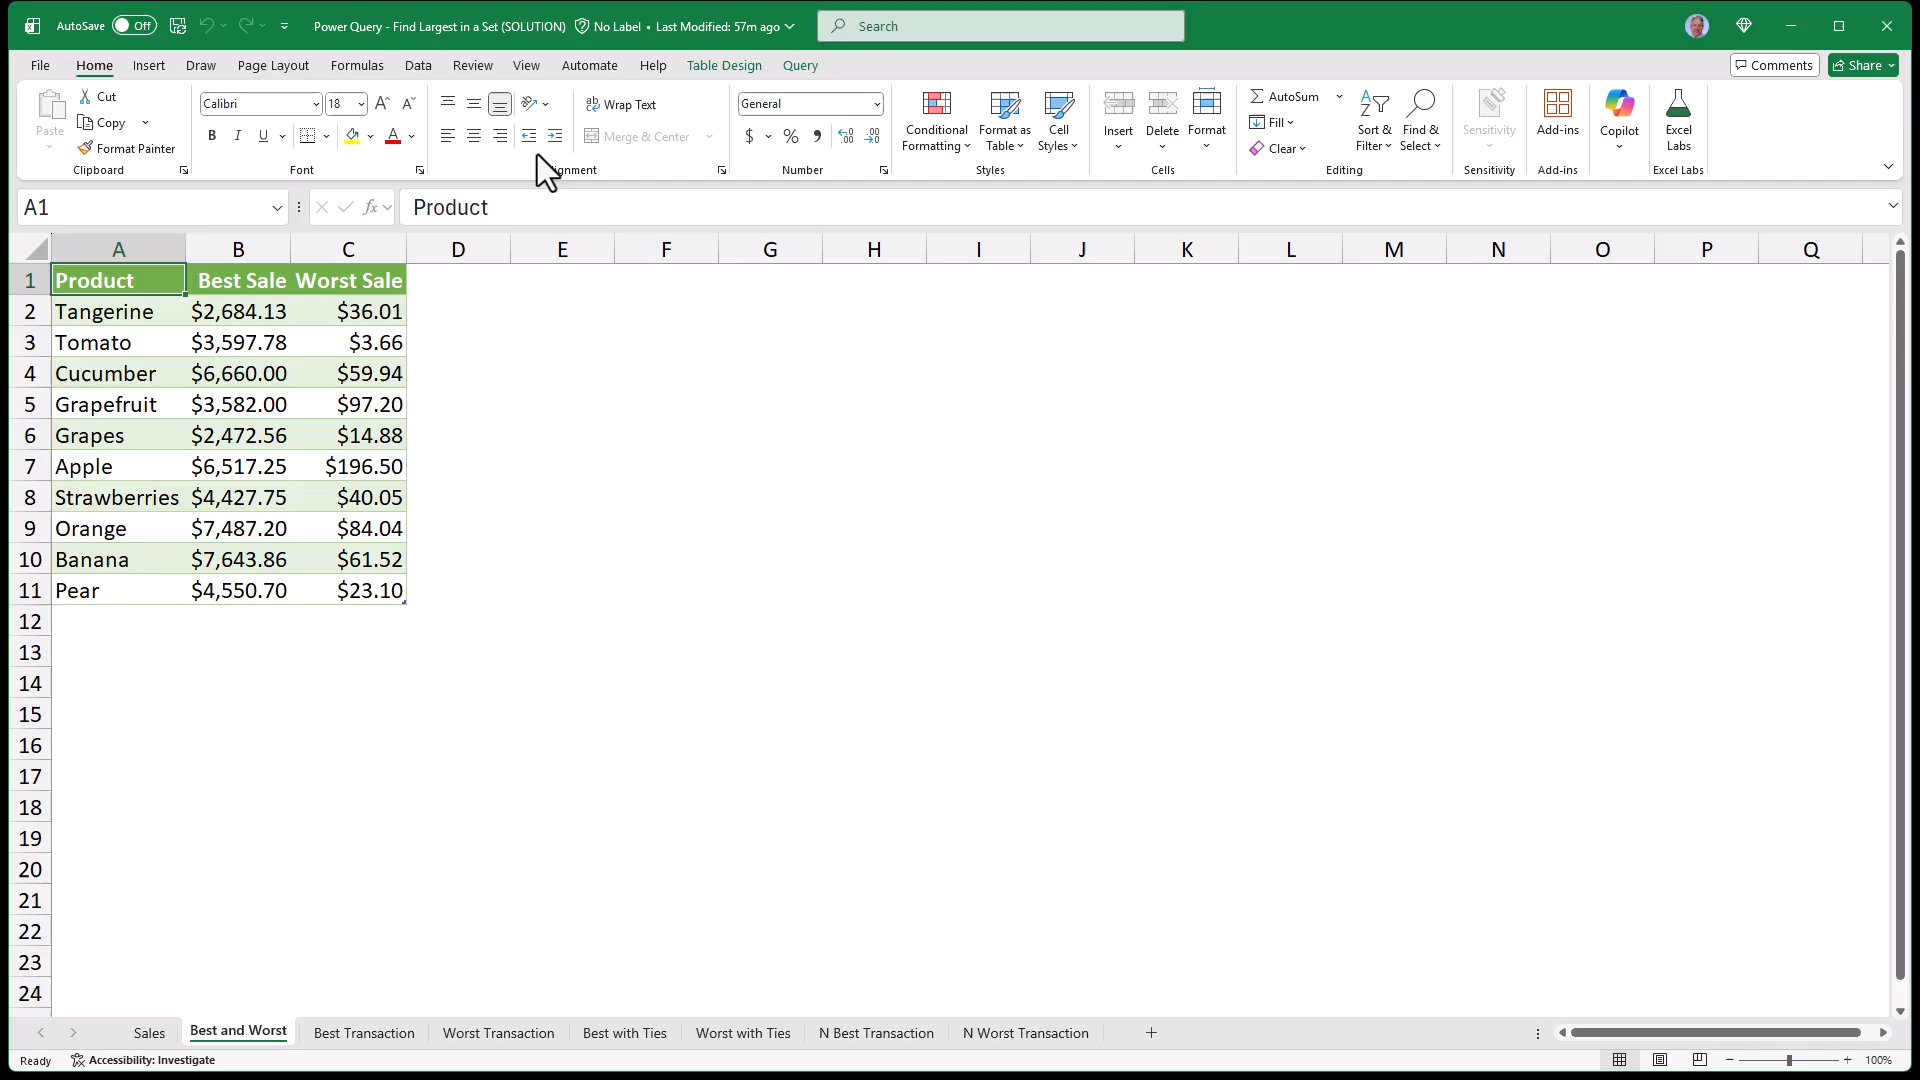 AutoSave Off Power Query - Find Largest in a Set (SOLUTION) No Label • Last Modified: 57m ago Search
File Home Insert Draw Page Layout Formulas Data Review View Automate Help Table Design Query Comments Share
Paste Cut Copy Format Painter Clipboard
Calibri 18 B I U A Font
Wrap Text Merge & Center
General $ % Number
Conditional Formatting Format as Table Cell Styles Styles
Insert Delete Format Cells
AutoSum Fill Clear Sort & Filter Find & Select Editing
Sensitivity Sensitivity
Add-ins Add-ins
Copilot
Excel Labs Excel Labs
A1 fx Product
A B C D E F G H I J K L M N O P Q
1 Product Best Sale Worst Sale
2 Tangerine $2,684.13 $36.01
3 Tomato $3,597.78 $3.66
4 Cucumber $6,660.00 $59.94
5 Grapefruit $3,582.00 $97.20
6 Grapes $2,472.56 $14.88
7 Apple $6,517.25 $196.50
8 Strawberries $4,427.75 $40.05
9 Orange $7,487.20 $84.04
10 Banana $7,643.86 $61.52
11 Pear $4,550.70 $23.10
12
13
14
15
16
17
18
19
20
21
22
23
24
Sales Best and Worst Best Transaction Worst Transaction Best with Ties Worst with Ties N Best Transaction N Worst Transaction
Ready Accessibility: Investigate 100%